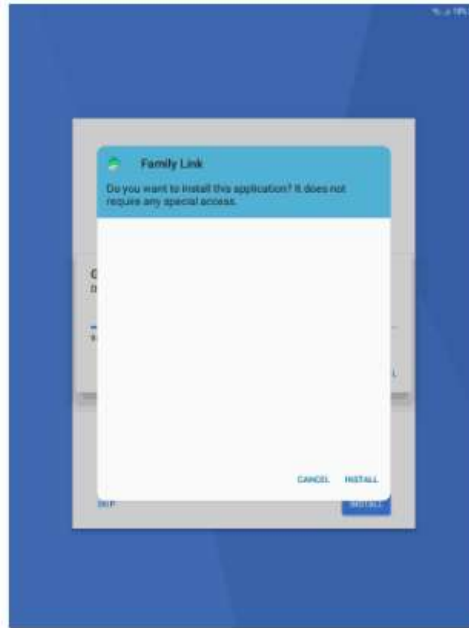 Family Link
Do you want to install this application? It does not
require any special access.
CANCEL INSTALL
SKIP
INSTALL